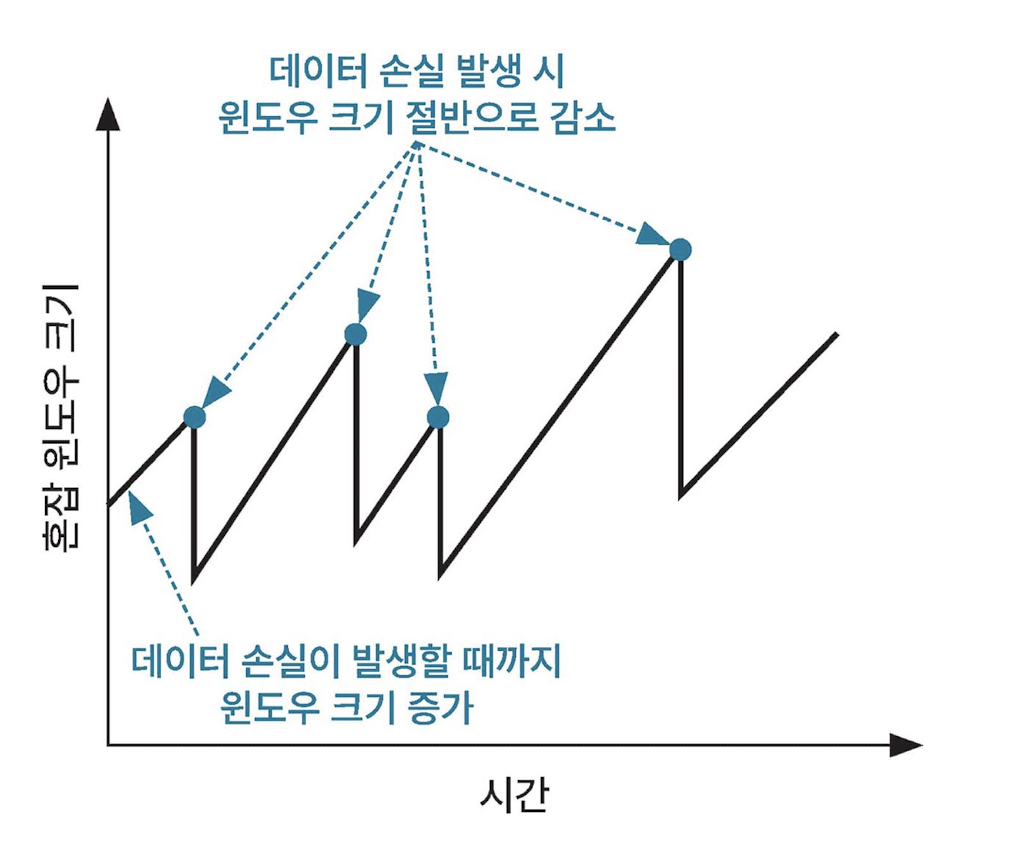 데이터 손실 발생 시
윈도우 크기 절반으로 감소
혼잡 윈도우 크기
데이터 손실이 발생할 때까지
윈도우 크기 증가
시간